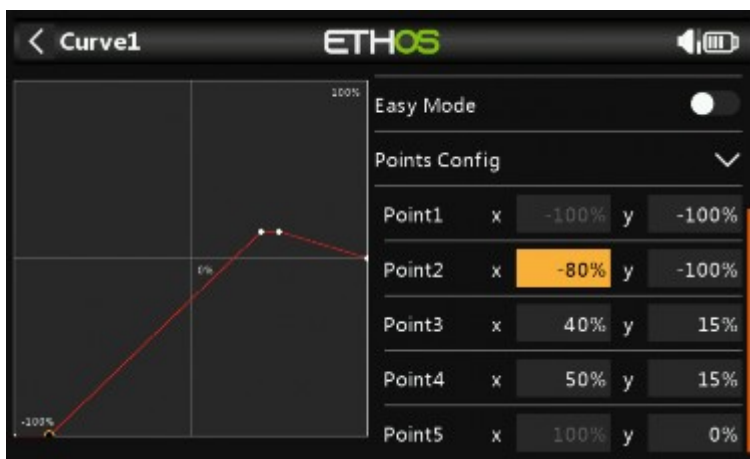 Curve1
ETHOS
100%
0%
-100%
Easy Mode
Points Config
Point1 x -100% y -100%
Point2 x -80% y -100%
Point3 x 40% y 15%
Point4 x 50% y 15%
Point5 x 100% y 0%